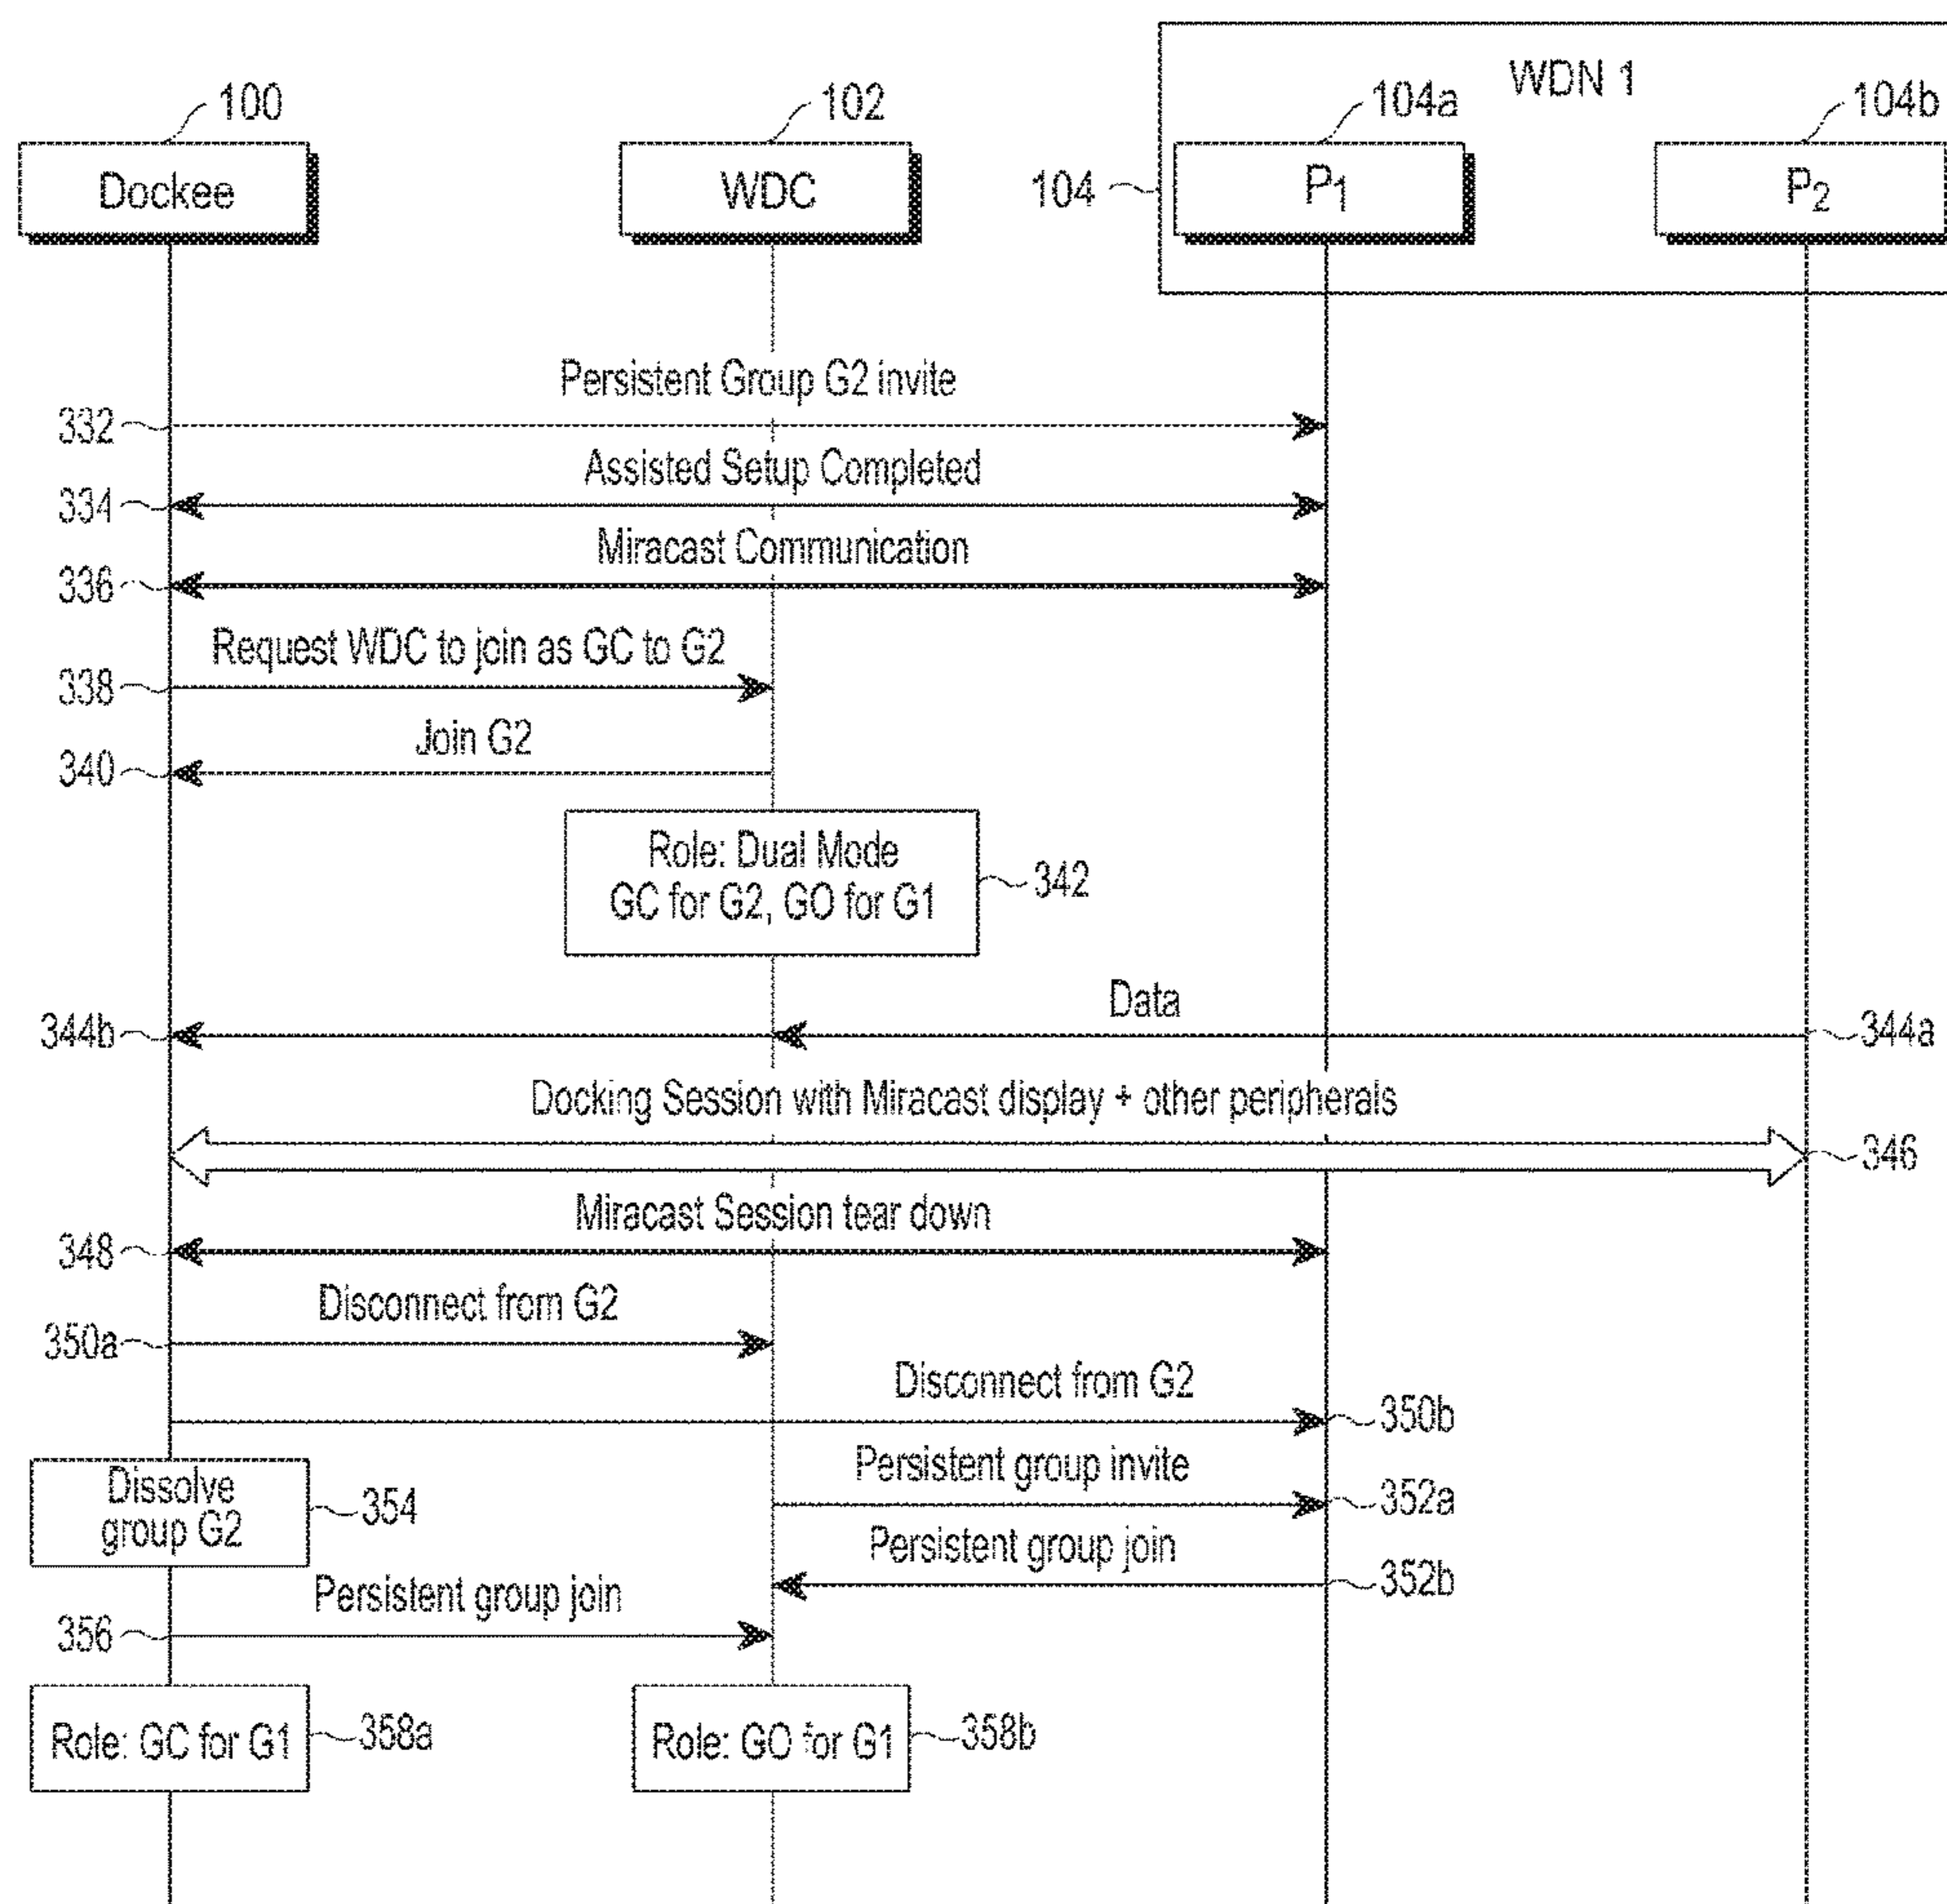 WDN 1
100
102
104a
104b
Dockee
WDC
104
P1
P2
Persistent Group G2 invite
332
Assisted Setup Completed
334
Miracast Communication
336
Request WDC to join as GC to G2
338
Join G2
340
Role: Dual Mode
GC for G2, GO for G1
342
Data
344b
344a
Docking Session with Miracast display + other peripherals
346
Miracast Session tear down
348
Disconnect from G2
350a
Disconnect from G2
350b
Dissolve
group G2
354
Persistent group invite
352a
Persistent group join
352b
Persistent group join
356
Role: GC for G1
358a
Role: GO for G1
358b